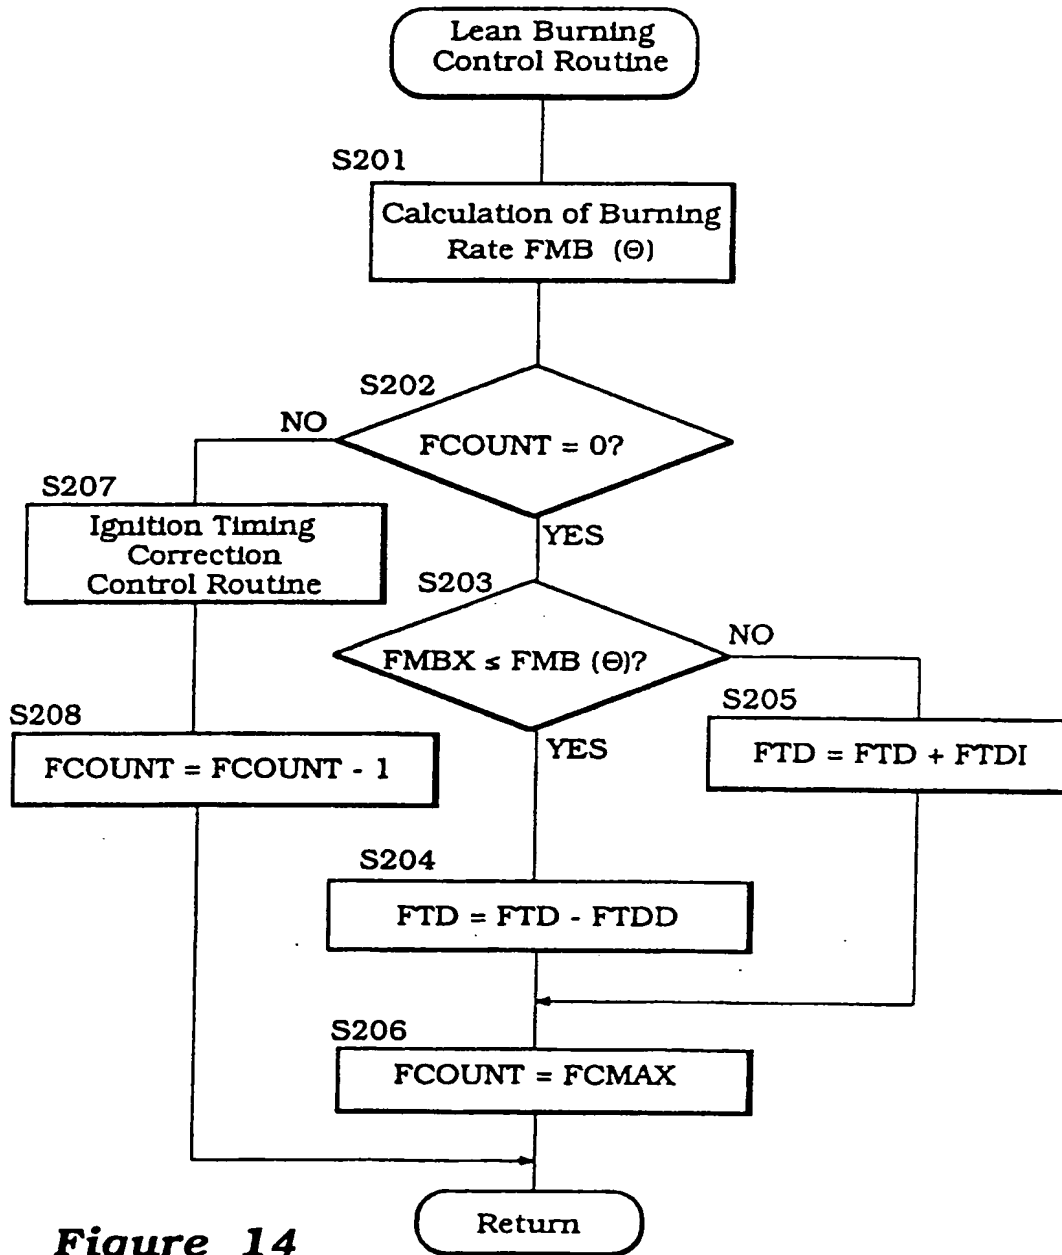 Lean Burning
Control Routine
S201
Calculation of Burning
Rate FMB (Θ)
S202
NO
FCOUNT = 0?
S207
YES
Ignition Timing
Correction
Control Routine
S203
NO
FMBX ≤ FMB (Θ)?
S208
S205
YES
FCOUNT = FCOUNT - 1
FTD = FTD + FTDI
S204
FTD = FTD - FTDD
S206
FCOUNT = FCMAX
Return
Figure 14